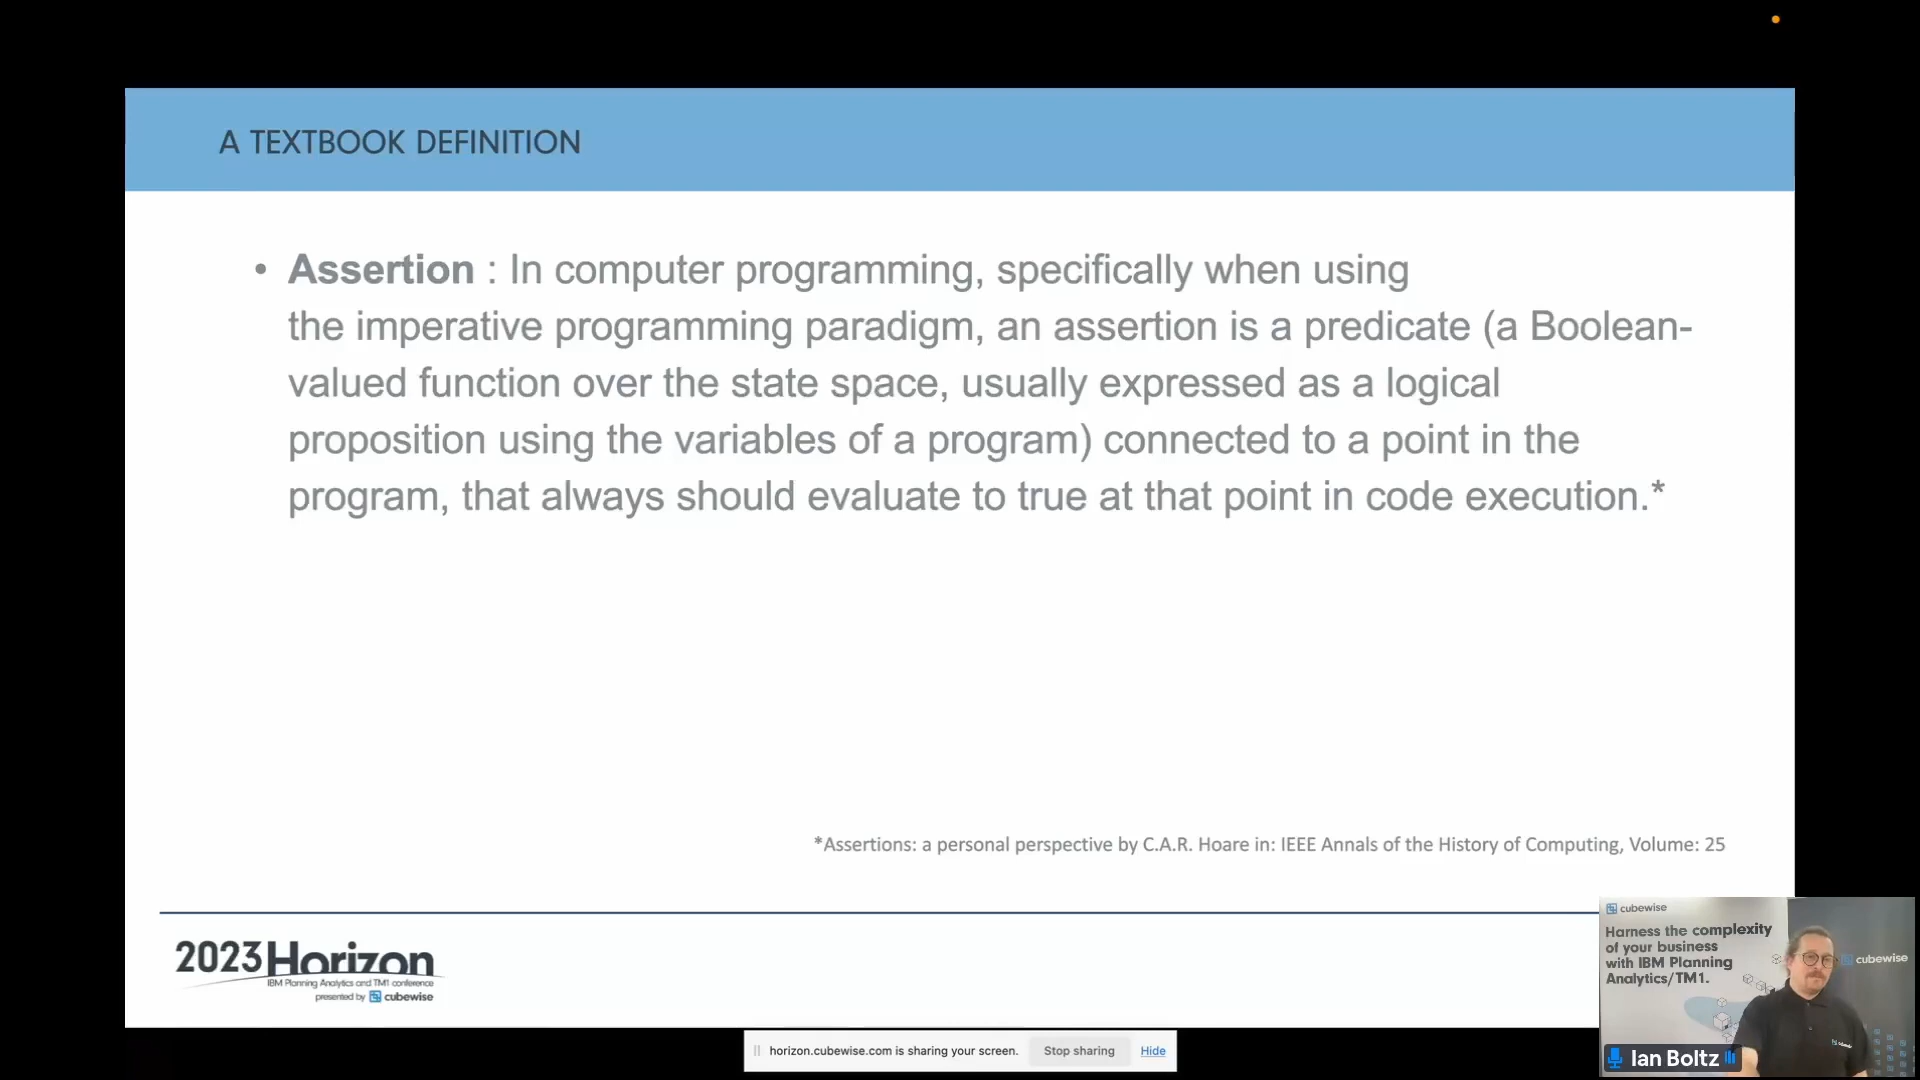 A TEXTBOOK DEFINITION
• Assertion : In computer programming, specifically when using
the imperative programming paradigm, an assertion is a predicate (a Boolean-
valued function over the state space, usually expressed as a logical
proposition using the variables of a program) connected to a point in the
program, that always should evaluate to true at that point in code execution.*
*Assertions: a personal perspective by C.A.R. Hoare in: IEEE Annals of the History of Computing, Volume: 25
2023 Horizon
IBM Planning Analytics and TM1 conference
presented by cubewise
horizon.cubewise.com is sharing your screen. Stop sharing Hide
cubewise
Harness the complexity
of your business
with IBM Planning
Analytics/TM1.
cubewise
Ian Boltz